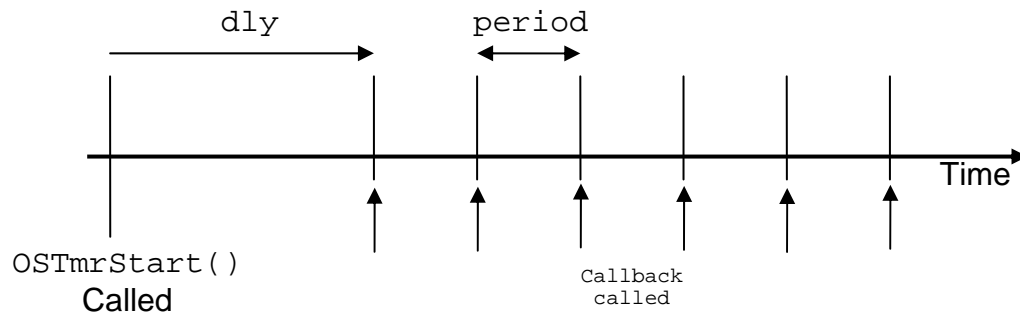 dly
period
Time
OSTmrStart()
Called
Callback
called